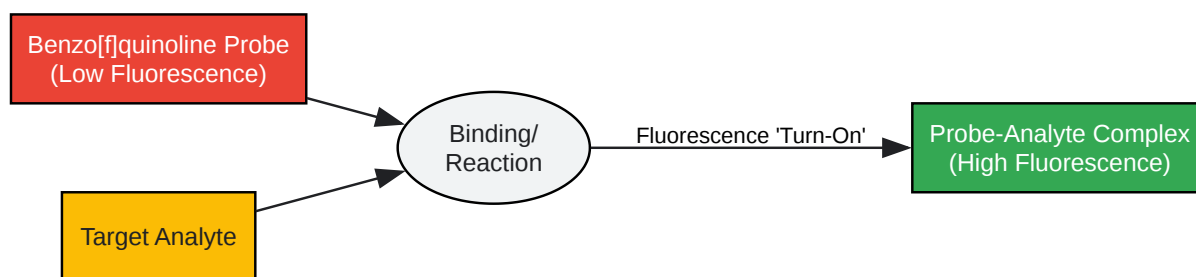 Benzo[f]quinoline Probe
(Low Fluorescence)
Target Analyte
Binding/
Reaction
Fluorescence 'Turn-On'
Probe-Analyte Complex
(High Fluorescence)